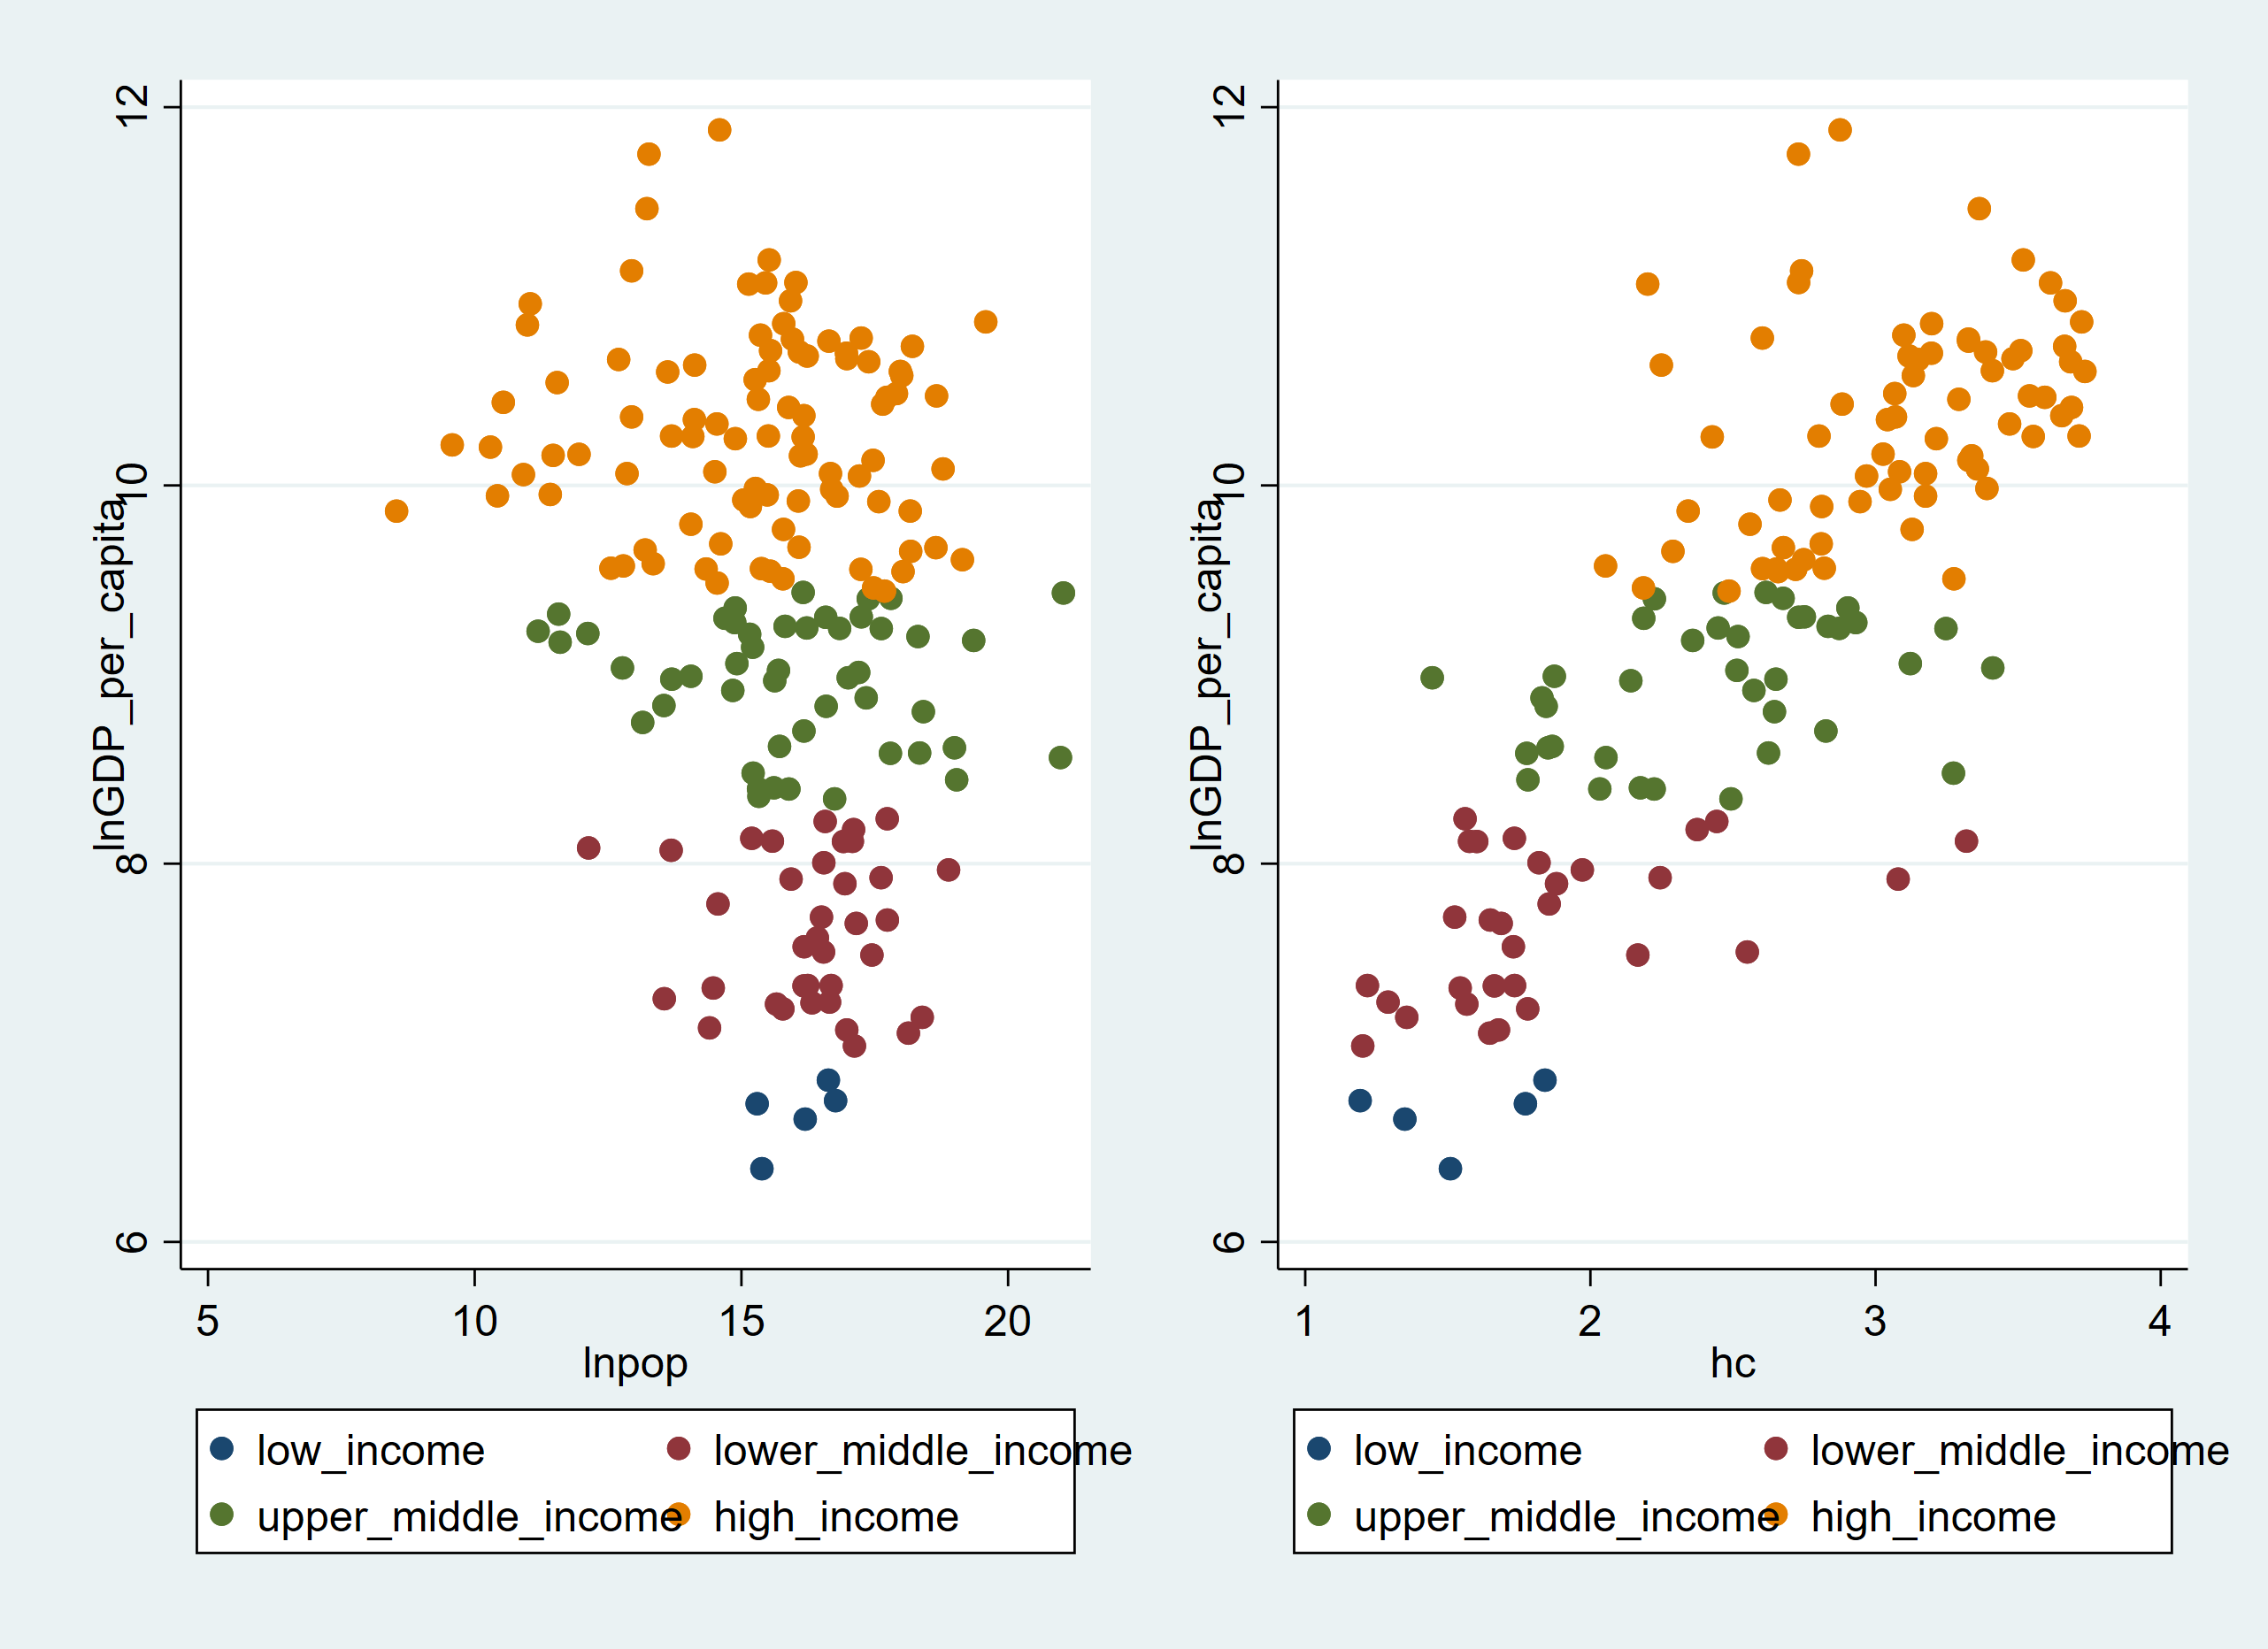 lnGDP_per_capita
12
10
8
6
5 10 15 20
lnpop
low_income lower_middle_income
upper_middle_income high_income
lnGDP_per_capita
12
10
8
6
1 2 3 4
hc
low_income lower_middle_income
upper_middle_income high_income